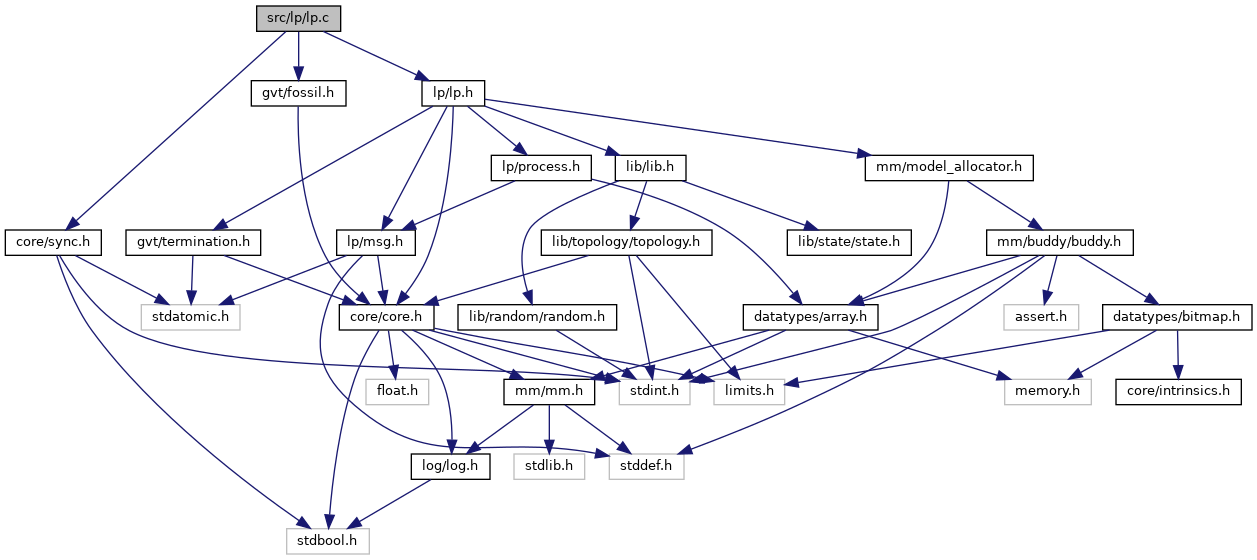 src/lp/lp.c
gvt/fossil.h
lp/lp.h
lp/process.h
lib/lib.h
mm/model_allocator.h
core/sync.h
gvt/termination.h
lp/msg.h
lib/topology/topology.h
lib/state/state.h
mm/buddy/buddy.h
stdatomic.h
core/core.h
lib/random/random.h
datatypes/array.h
assert.h
datatypes/bitmap.h
float.h
mm/mm.h
stdint.h
limits.h
memory.h
core/intrinsics.h
log/log.h
stdlib.h
stddef.h
stdbool.h